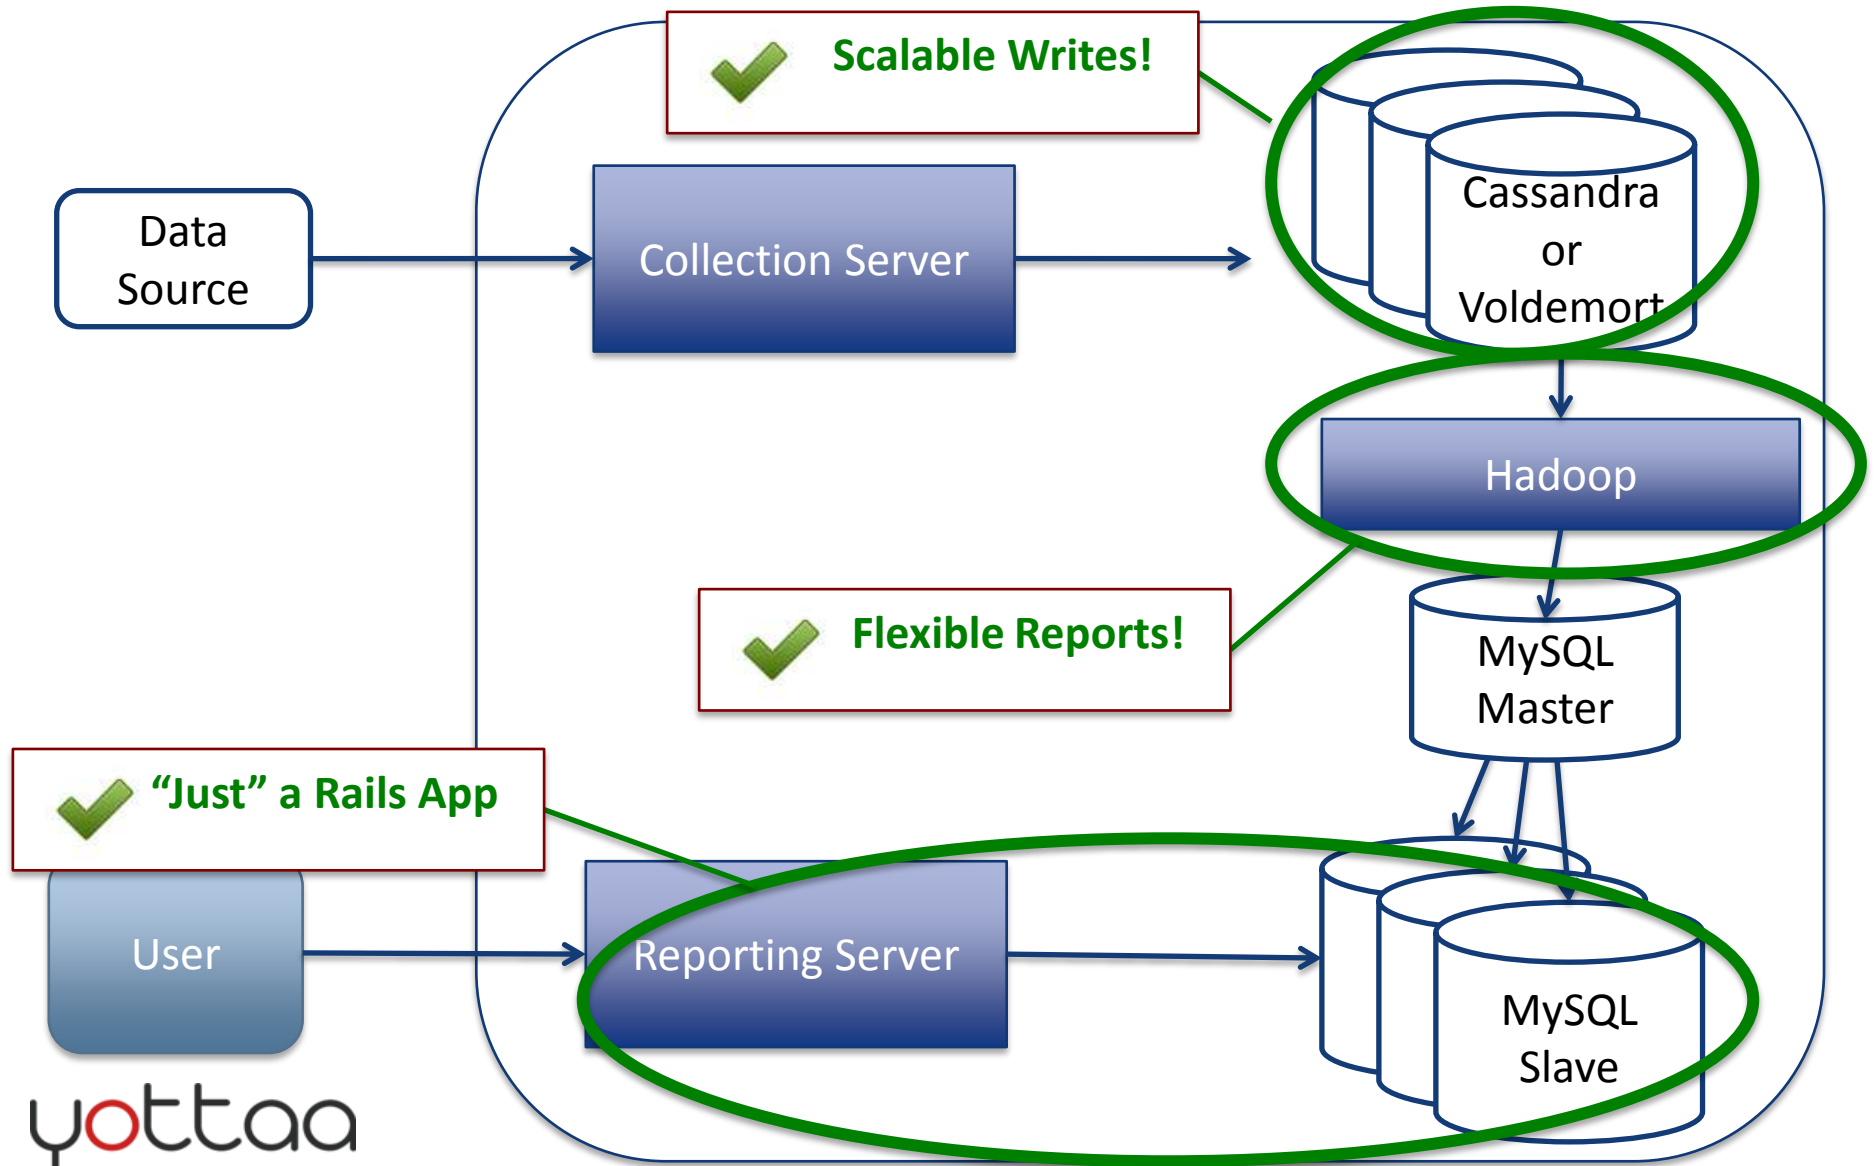 Scalable Writes!
Data
Source
Collection Server
Cassandra
or
Voldemort
Hadoop
Flexible Reports!
MySQL
Master
“Just” a Rails App
User
Reporting Server
MySQL
Slave
yottaa